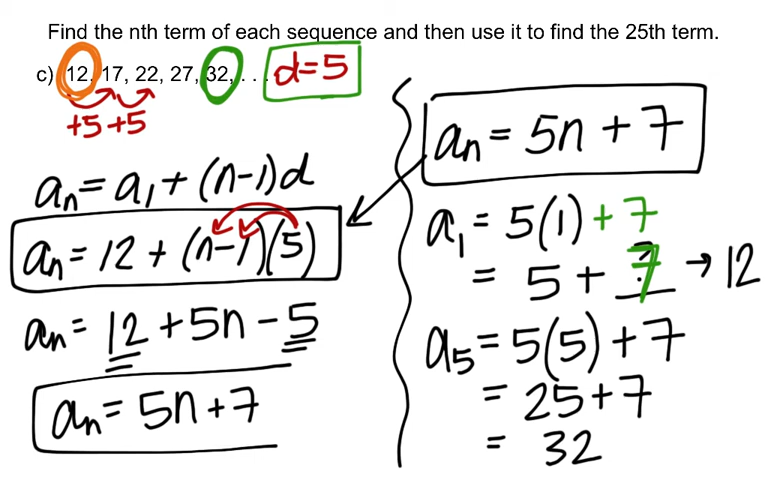 Find the nth term of each sequence and then use it to find the 25th term.
c) 12, 17, 22, 27, 32, . . . d=5
+5 +5
aₙ = a₁ + (n-1)d
aₙ = 12 + (n-1)(5)
aₙ = 12 + 5n - 5
aₙ = 5n+7
aₙ = 5n + 7
a₁ = 5(1) + 7
= 5 + 7 → 12
a₅ = 5(5) + 7
= 25+7
= 32